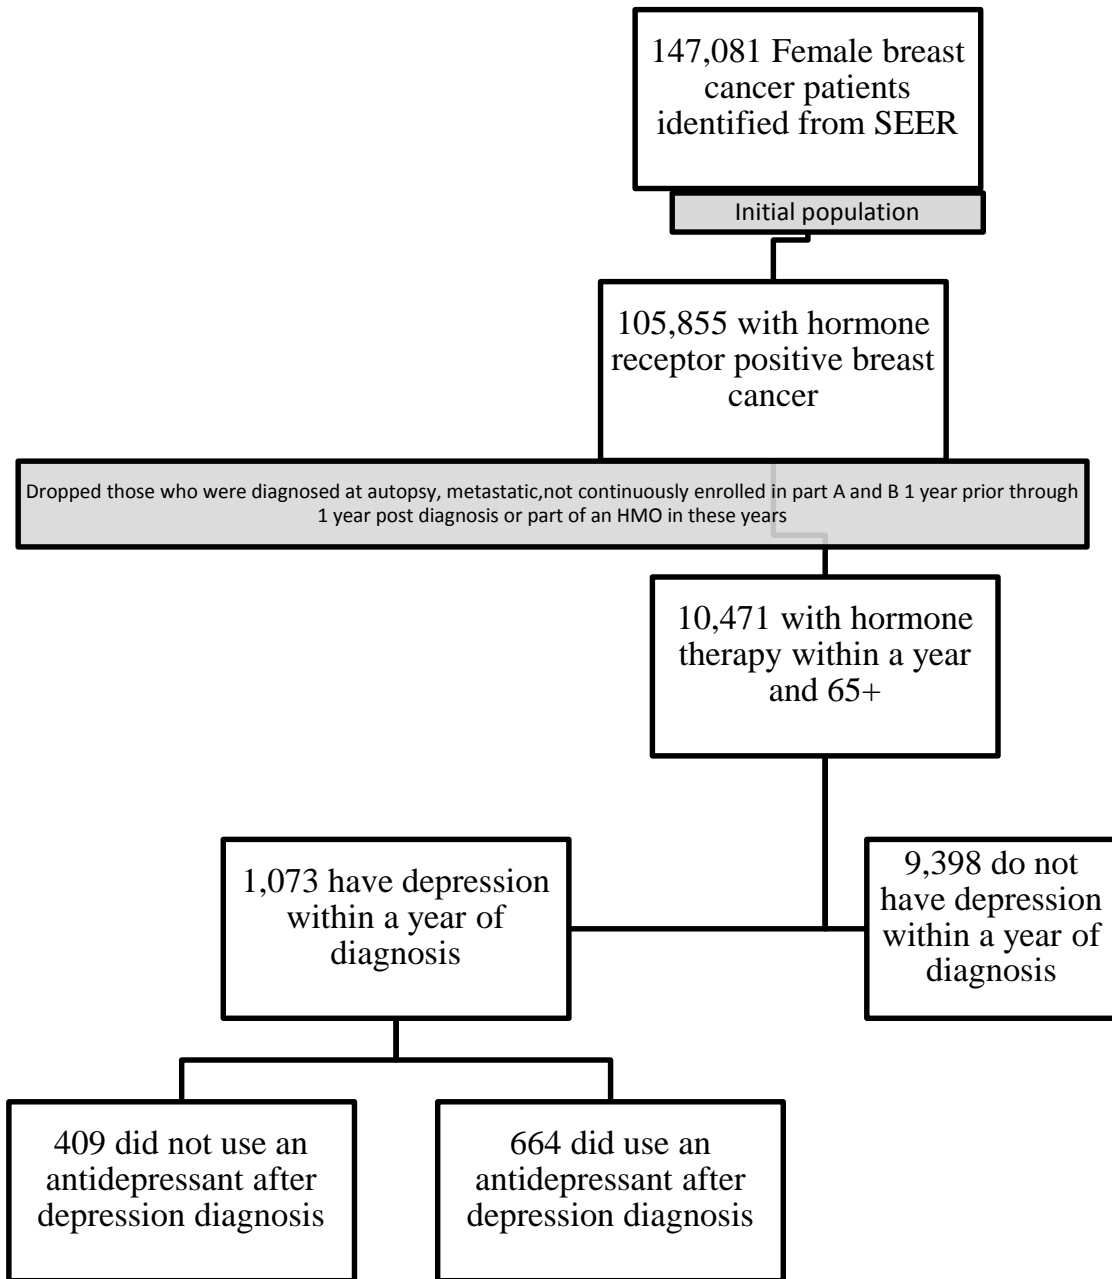 147,081 Female breast
cancer patients
identified from SEER
Initial population
105,855 with hormone
receptor positive breast
cancer
Dropped those who were diagnosed at autopsy, metastatic,not continuously enrolled in part A and B 1 year prior through
1 year post diagnosis or part of an HMO in these years
10,471 with hormone
therapy within a year
and 65+
1,073 have depression
within a year of
diagnosis
9,398 do not
have depression
within a year of
diagnosis
409 did not use an
antidepressant after
depression diagnosis
664 did use an
antidepressant after
depression diagnosis